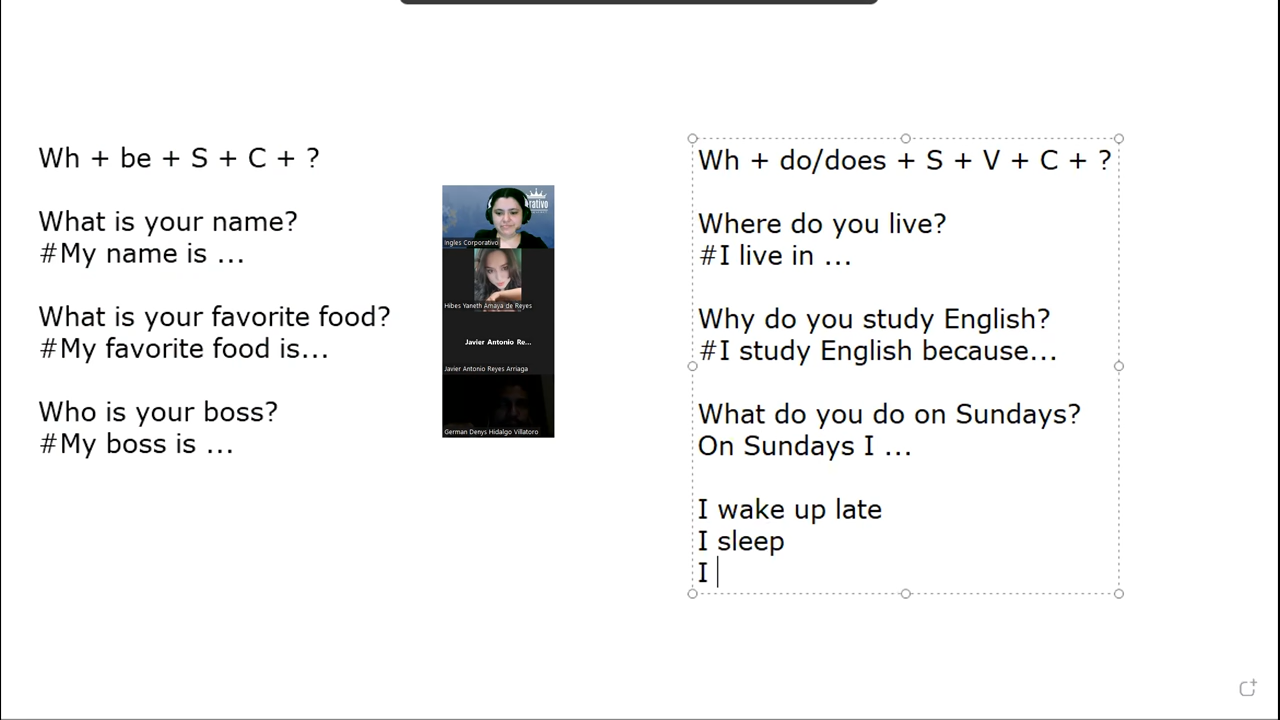 Wh + be + S + C + ?
What is your name?
#My name is ...
What is your favorite food?
#My favorite food is...
Who is your boss?
#My boss is ...
rativo
Ingles Corporativo
Hibes Yaneth Amaya de Reyes
Javier Antonio Re...
Javier Antonio Reyes Arriaga
German Denys Hidalgo Villatoro
Wh + do/does + S + V + C + ?
Where do you live?
#I live in ...
Why do you study English?
#I study English because...
What do you do on Sundays?
On Sundays I ...
I wake up late
I sleep
I